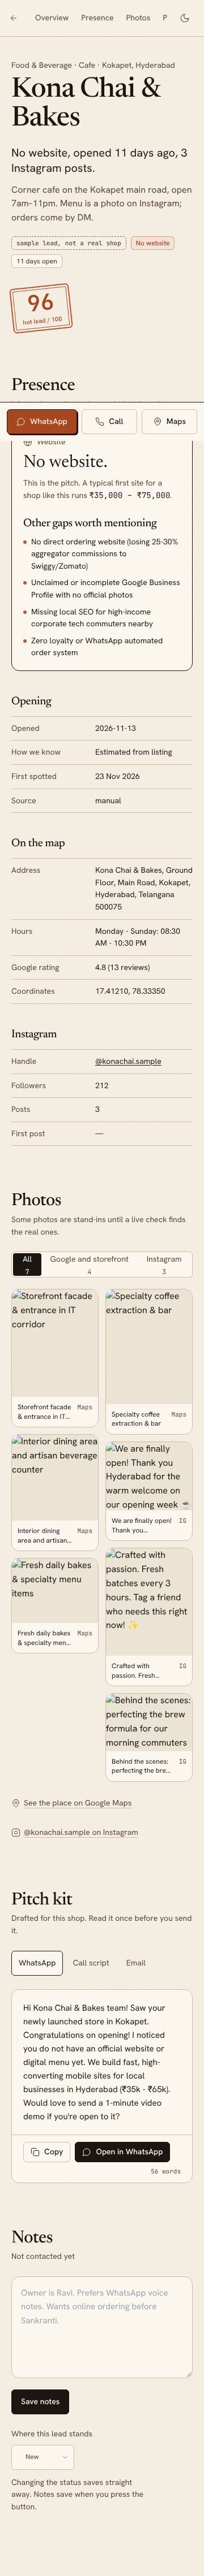 Overview Presence Photos P
Food & Beverage · Cafe · Kokapet, Hyderabad
Kona Chai &
Bakes
No website, opened 11 days ago, 3
Instagram posts.
Corner cafe on the Kokapet main road, open
7am–11pm. Menu is a photo on Instagram;
orders come by DM.
sample lead, not a real shop No website
11 days open
96
hot lead / 100
Presence
WhatsApp Call Maps
Website
No website.
This is the pitch. A typical first site for a
shop like this runs ₹35,000 – ₹75,000.
Other gaps worth mentioning
No direct ordering website (losing 25-30%
aggregator commissions to
Swiggy/Zomato)
Unclaimed or incomplete Google Business
Profile with no official photos
Missing local SEO for high-income
corporate tech commuters nearby
Zero loyalty or WhatsApp automated
order system
Opening
Opened 2026-11-13
How we know Estimated from listing
First spotted 23 Nov 2026
Source manual
On the map
Address Kona Chai & Bakes, Ground
Floor, Main Road, Kokapet,
Hyderabad, Telangana
500075
Hours Monday - Sunday: 08:30
AM - 10:30 PM
Google rating 4.8 (13 reviews)
Coordinates 17.41210, 78.33350
Instagram
Handle @konachai.sample
Followers 212
Posts 3
First post —
Photos
Some photos are stand-ins until a live check finds
the real ones.
All Google and storefront Instagram
7 4 3
Storefront facade
& entrance in IT
corridor
Storefront facade Maps
& entrance in IT…
Specialty coffee
extraction & bar
Specialty coffee Maps
extraction & bar
Interior dining area
and artisan beverage
counter
Interior dining Maps
area and artisan…
We are finally
open! Thank you
Hyderabad for the
warm welcome on
our opening week ☕
We are finally open! IG
Thank you…
Fresh daily bakes &
specialty menu
items
Fresh daily bakes Maps
& specialty men…
Crafted with
passion. Fresh
batches every 3
hours. Tag a friend
who needs this right
now! ✨
Crafted with IG
passion. Fresh…
Behind the scenes:
perfecting the brew
formula for our
morning commuters
Behind the scenes: IG
perfecting the bre…
See the place on Google Maps
@konachai.sample on Instagram
Pitch kit
Drafted for this shop. Read it once before you send
it.
WhatsApp Call script Email
Hi Kona Chai & Bakes team! Saw your
newly launched store in Kokapet.
Congratulations on opening! I noticed
you do not have an official website or
digital menu yet. We build fast, high-
converting mobile sites for local
businesses in Hyderabad (₹35k - ₹65k).
Would love to send a 1-minute video
demo if you're open to it?
Copy Open in WhatsApp
56 words
Notes
Not contacted yet
Owner is Ravi. Prefers WhatsApp voice
notes. Wants online ordering before
Sankranti.
Save notes
Where this lead stands
New
Changing the status saves straight
away. Notes save when you press the
button.